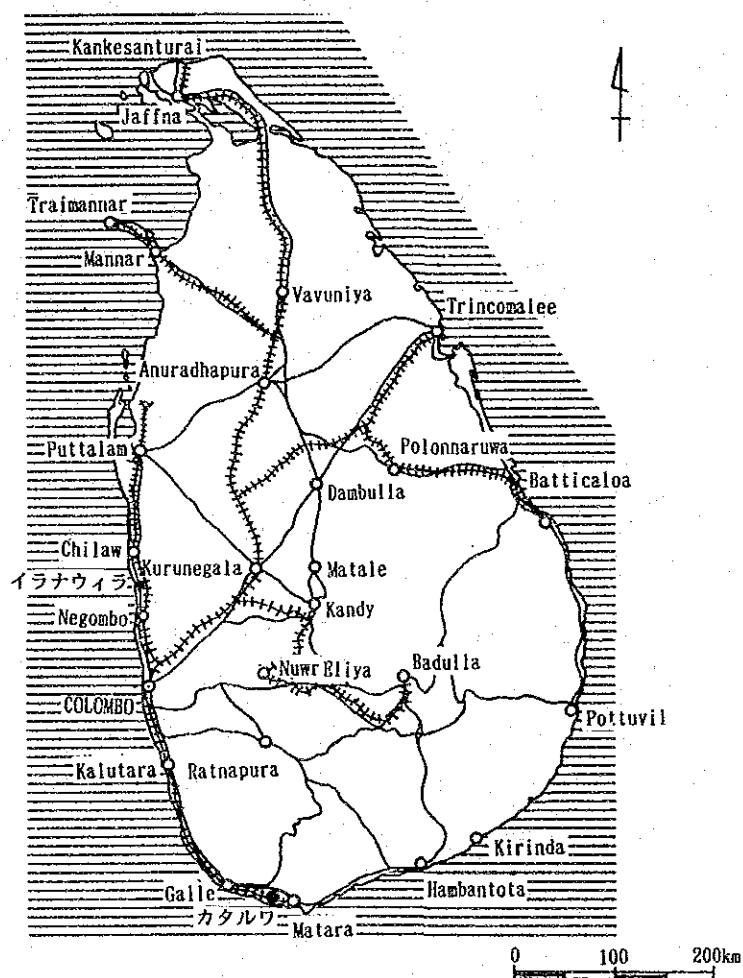 Kankesanturai
Jaffna
Traimannar
Mannar
Vavuniya
Trincomalee
Anuradhapura
Puttalam
Polonnaruwa
Batticaloa
Dambulla
Chilaw
イラナウィラ
Kurunegala
Matale
Negombo
Kandy
Nuwr Eliya
Badulla
COLOMBO
Pottuvil
Kalutara
Ratnapura
Kirinda
Galle
Hambantota
カタルワ
Matara
0 100 200km